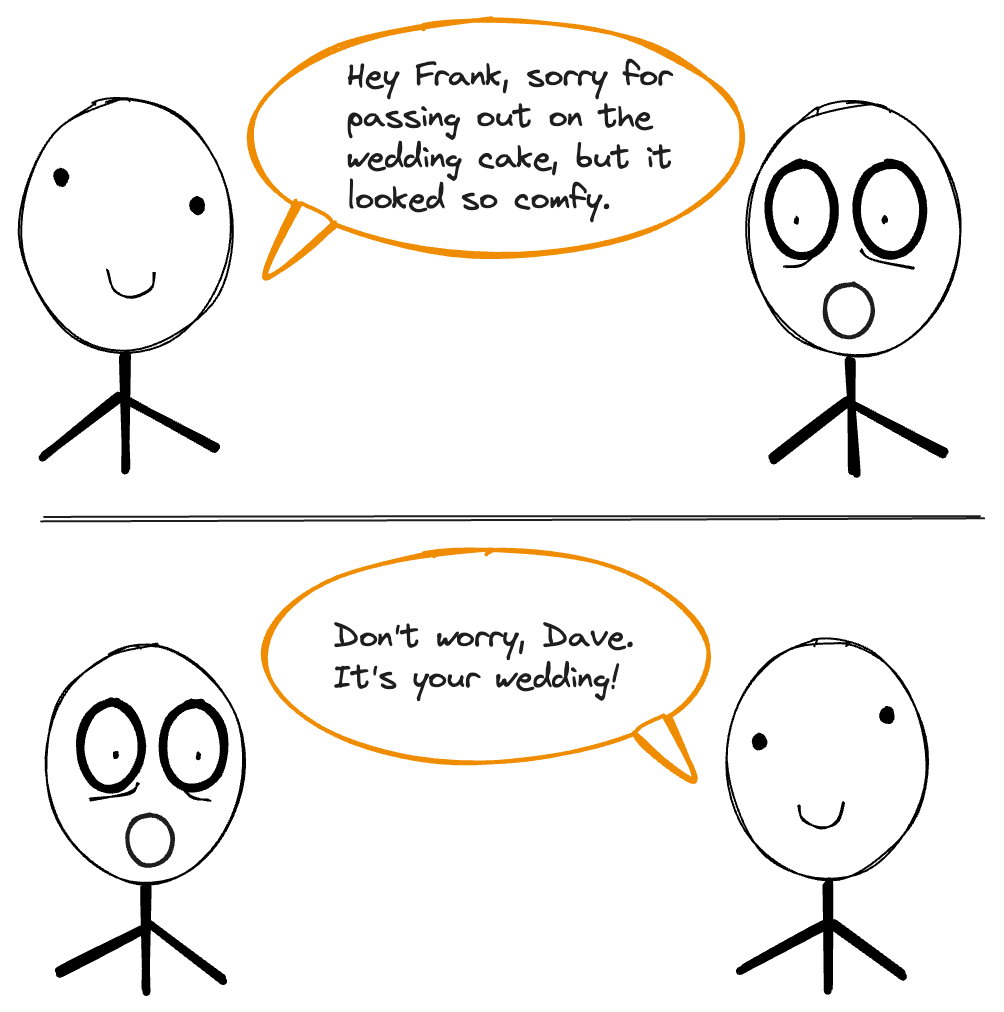 Hey Frank, sorry for
passing out on the
wedding cake, but it
looked so comfy.
Don't worry, Dave.
It's your wedding!